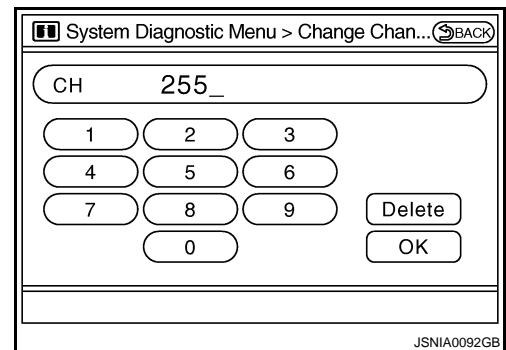 System Diagnostic Menu > Change Chan... BACK
CH 255_
1 2 3
4 5 6
7 8 9 Delete
0 OK
JSNIA0092GB